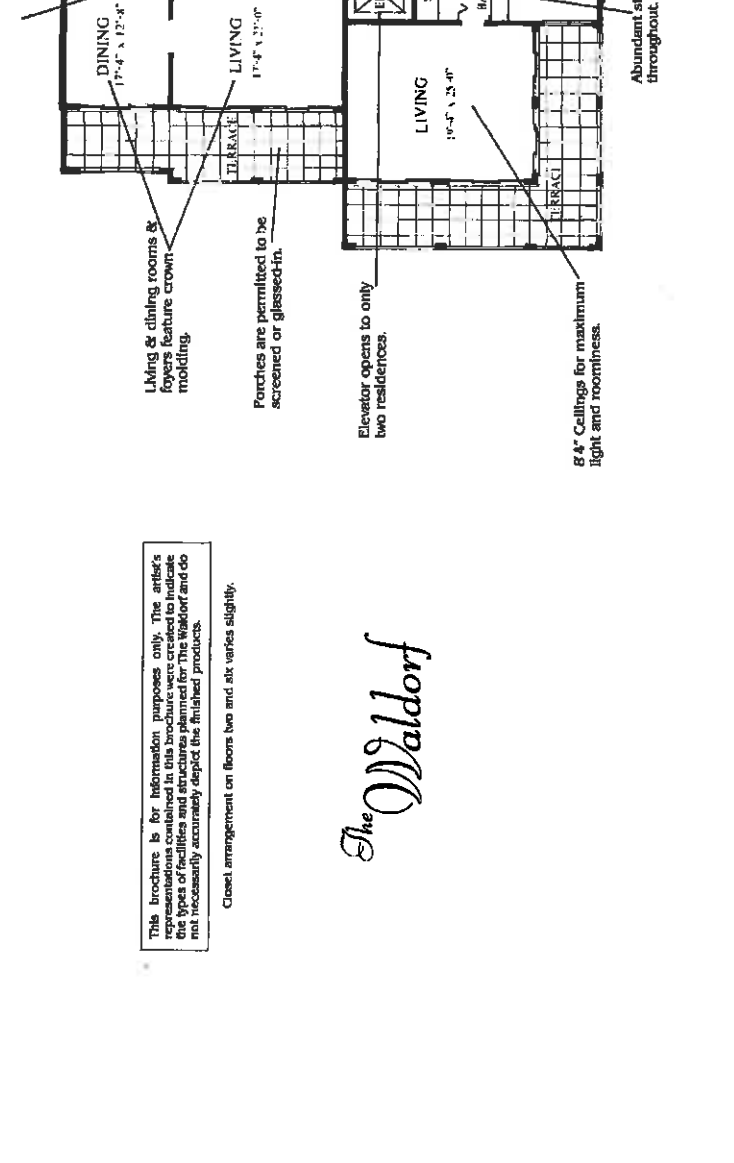 DINING
17'-4" x 12'-8"
LIVING
TERRACE
LIVING
19'-4" x 25'-0"
Abundant
throughout.
Living & dining rooms &
foyers feature crown
molding.
Porches are permitted to be
screened or glassed-in.
Elevator opens to only
two residences.
8'4" Ceilings for maximum
light and roominess.
This brochure is for information purposes only. The artist's
representations contained in this brochure were created to indicate
the types of facilities and structures planned for The Waldorf and do
not necessarily accurately depict the finished products.
Closet arrangement on floors two and six varies slightly.
The Waldorf